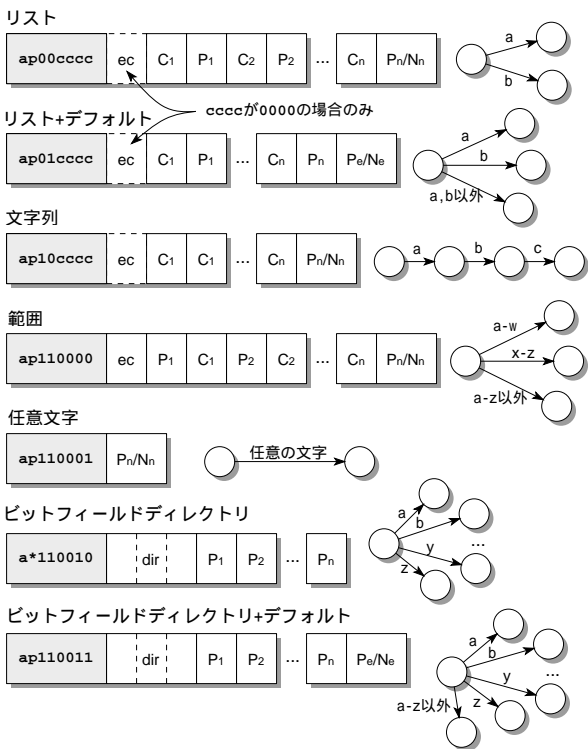 リスト
ap00cccc ec C1 P1 C2 P2 ... Cn Pn/Nn
a
b
ccccが0000の場合のみ
リスト+デフォルト
ap01cccc ec C1 P1 ... Cn Pn Pe/Ne
a
b
a,b以外
文字列
ap10cccc ec C1 C1 ... Cn Pn/Nn
a b c
範囲
ap110000 ec P1 C1 P2 C2 ... Cn Pn/Nn
a-w
x-z
a-z以外
任意文字
ap110001 Pn/Nn
任意の文字
ビットフィールドディレクトリ
a*110010 dir P1 P2 ... Pn
a
b
...
y
z
ビットフィールドディレクトリ+デフォルト
ap110011 dir P1 P2 ... Pn Pe/Ne
a
b
...
y
z
a-z以外